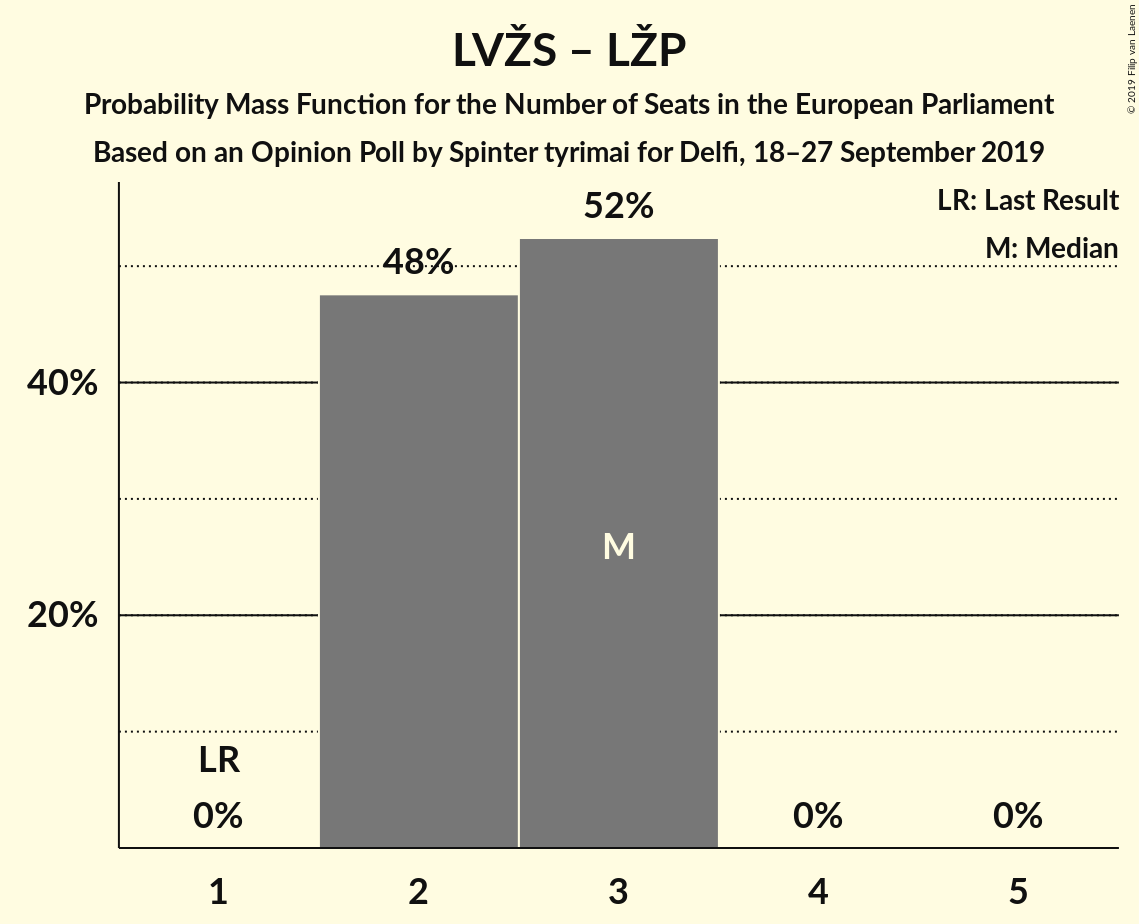 LVŽS – LŽP
Probability Mass Function for the Number of Seats in the European Parliament
Based on an Opinion Poll by Spinter tyrimai for Delfi, 18–27 September 2019
© 2019 Filip van Laenen
LR: Last Result
M: Median
52%
48%
40%
20%
M
LR
0%
0%
0%
1
2
3
4
5